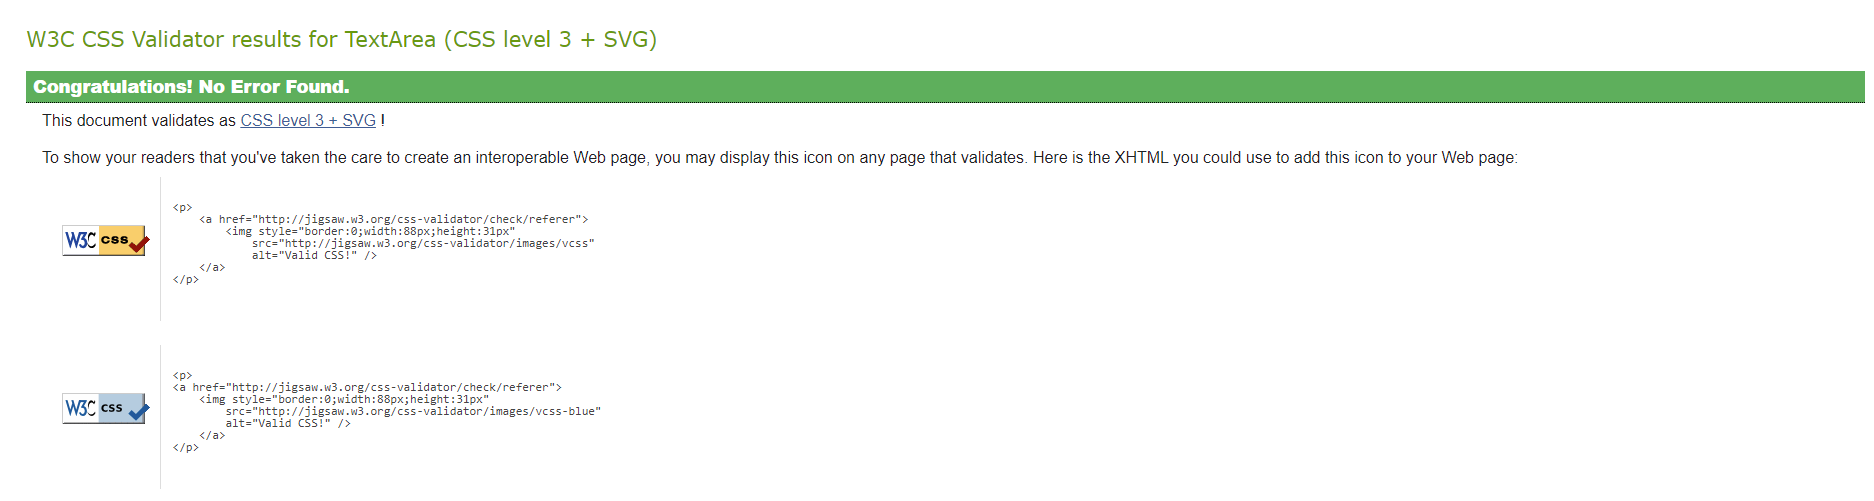 W3C CSS Validator results for TextArea (CSS level 3 + SVG)
Congratulations! No Error Found.
This document validates as CSS level 3 + SVG !
To show your readers that you've taken the care to create an interoperable Web page, you may display this icon on any page that validates. Here is the XHTML you could use to add this icon to your Web page:
W3C css
<p>
    <a href="http://jigsaw.w3.org/css-validator/check/referer">
        <img style="border:0;width:88px;height:31px"
            src="http://jigsaw.w3.org/css-validator/images/vcss"
            alt="Valid CSS!" />
    </a>
</p>
W3C css
<p>
<a href="http://jigsaw.w3.org/css-validator/check/referer">
    <img style="border:0;width:88px;height:31px"
        src="http://jigsaw.w3.org/css-validator/images/vcss-blue"
        alt="Valid CSS!" />
    </a>
</p>